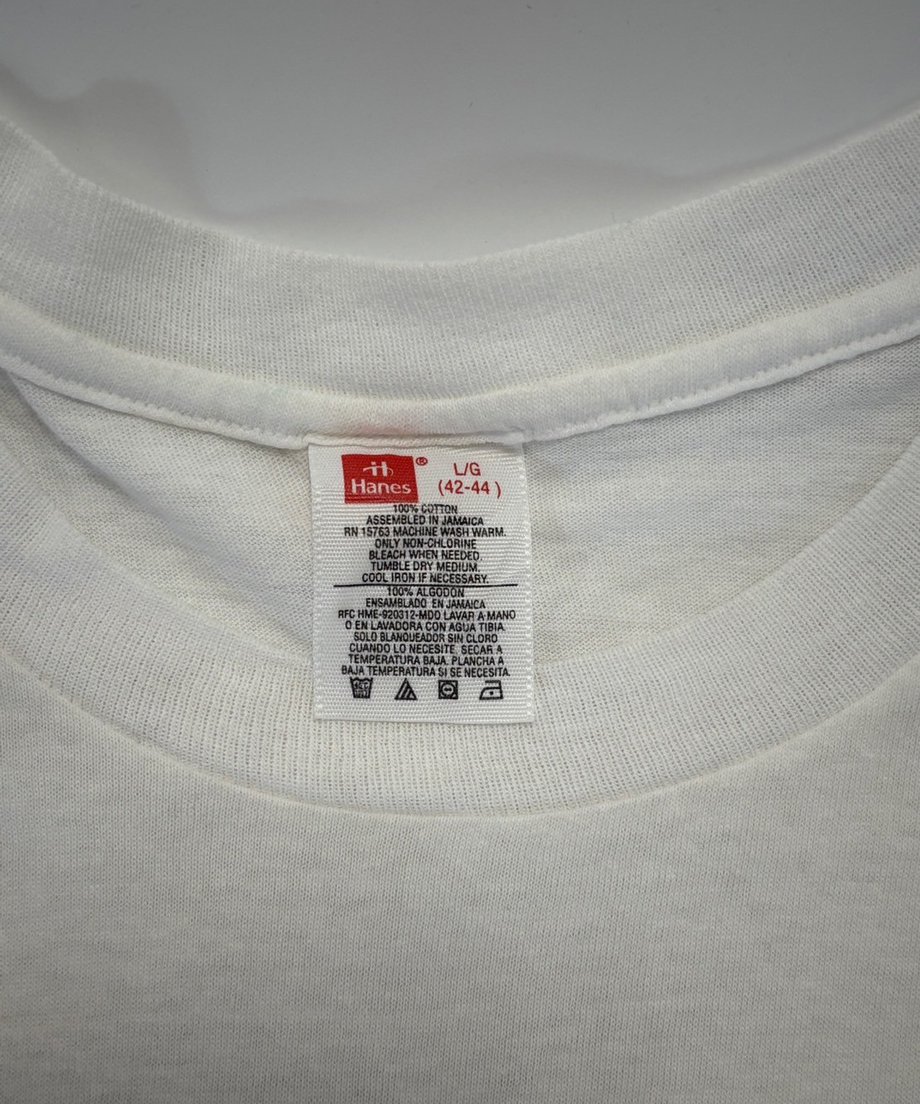 Hanes®
L/G
(42-44 )
100% COTTON
ASSEMBLED IN JAMAICA
RN 15763 MACHINE WASH WARM.
ONLY NON-CHLORINE
BLEACH WHEN NEEDED.
TUMBLE DRY MEDIUM.
COOL IRON IF NECESSARY.
100% ALGODON
ENSAMBLADO EN JAMAICA
RFC HME-920312-MD0 LAVAR A MANO
O EN LAVADORA CON AGUA TIBIA
SOLO BLANQUEADOR SIN CLORO
CUANDO LO NECESITE. SECAR A
TEMPERATURA BAJA. PLANCHA A
BAJA TEMPERATURA SI SE NECESITA.